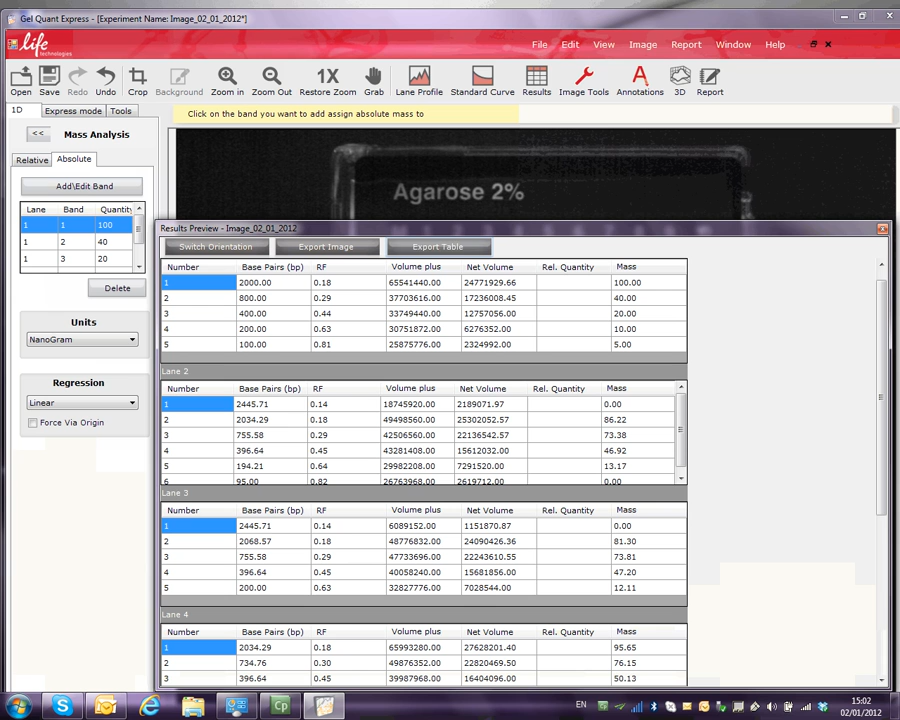 Gel Quant Express - [Experiment Name: Image_02_01_2012*]
life
technologies
File Edit View Image Report Window Help
Open Save Redo Undo Crop Background Zoom in Zoom Out Restore Zoom Grab Lane Profile Standard Curve Results Image Tools Annotations 3D Report
1X
1D Express mode Tools
Click on the band you want to add assign absolute mass to
<< Mass Analysis
Relative Absolute
Agarose 2%
Add\Edit Band
Lane Band Quantity
1 1 100
1 2 40
1 3 20
Delete
Units
NanoGram
Regression
Linear
Force Via Origin
Results Preview - Image_02_01_2012
Switch Orientation Export Image Export Table
Number Base Pairs (bp) RF Volume plus Net Volume Rel. Quantity Mass
1 2000.00 0.18 65541440.00 24771929.66 100.00
2 800.00 0.29 37703616.00 17236008.45 40.00
3 400.00 0.44 33749440.00 12757056.00 20.00
4 200.00 0.63 30751872.00 6276352.00 10.00
5 100.00 0.81 25875776.00 2324992.00 5.00
Lane 2
Number Base Pairs (bp) RF Volume plus Net Volume Rel. Quantity Mass
1 2445.71 0.14 18745920.00 2189071.97 0.00
2 2034.29 0.18 49498560.00 25302052.57 86.22
3 755.58 0.29 42506560.00 22136542.57 73.38
4 396.64 0.45 43281408.00 15612032.00 46.92
5 194.21 0.64 29982208.00 7291520.00 13.17
6 95.00 0.82 26763968.00 2619712.00 0.00
Lane 3
Number Base Pairs (bp) RF Volume plus Net Volume Rel. Quantity Mass
1 2445.71 0.14 6089152.00 1151870.87 0.00
2 2068.57 0.18 48776832.00 24090426.36 81.30
3 755.58 0.29 47733696.00 22243610.55 73.81
4 396.64 0.45 40058240.00 15681856.00 47.20
5 200.00 0.63 32827776.00 7028544.00 12.11
Lane 4
Number Base Pairs (bp) RF Volume plus Net Volume Rel. Quantity Mass
1 2034.29 0.18 65993280.00 27628201.40 95.65
2 734.76 0.30 49876352.00 22820469.50 76.15
3 396.64 0.45 39987968.00 16404096.00 50.13
EN
15:02
02/01/2012